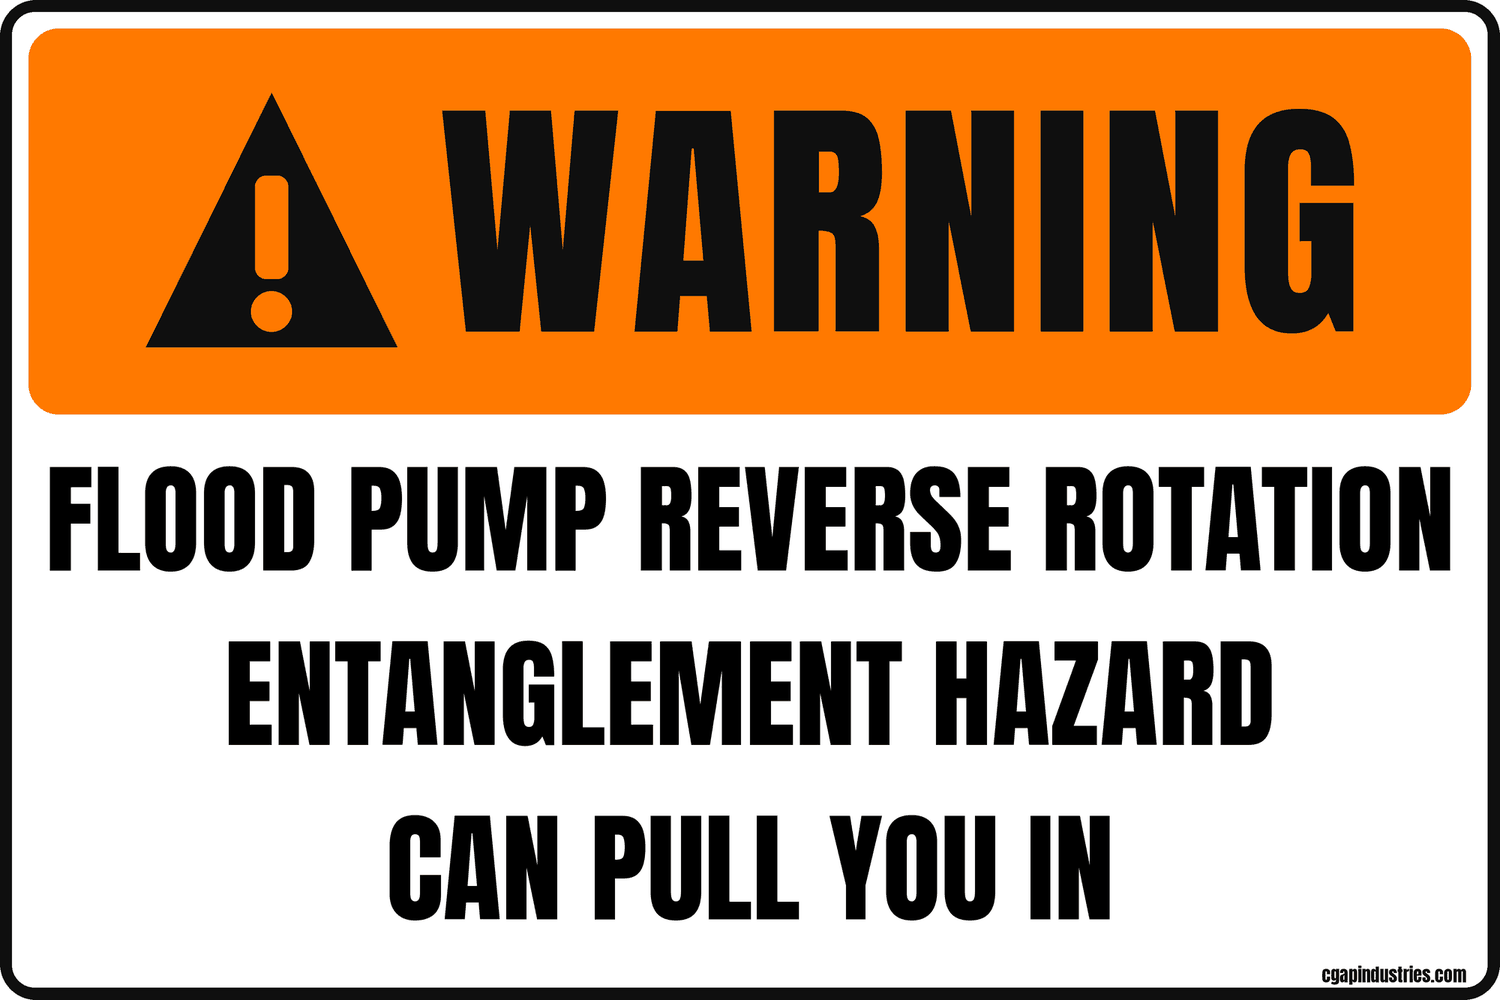 WARNING
FLOOD PUMP REVERSE ROTATION
ENTANGLEMENT HAZARD
CAN PULL YOU IN
cgapindustries.com